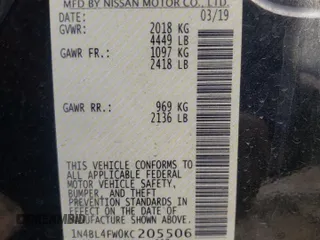 MFD BY NISSAN MOTOR CO., LTD.
DATE: 03/19
GVWR: 2018 KG
4449 LB
GAWR FR: 1097 KG
2418 LB
GAWR RR: 969 KG
2136 LB
THIS VEHICLE CONFORMS TO
ALL APPLICABLE FEDERAL
MOTOR VEHICLE SAFETY,
BUMPER, AND THEFT
PREVENTION STANDARDS IN
EFFECT ON THE DATE OF
MANUFACTURE SHOWN ABOVE.
1N4BL4FW0KC205506